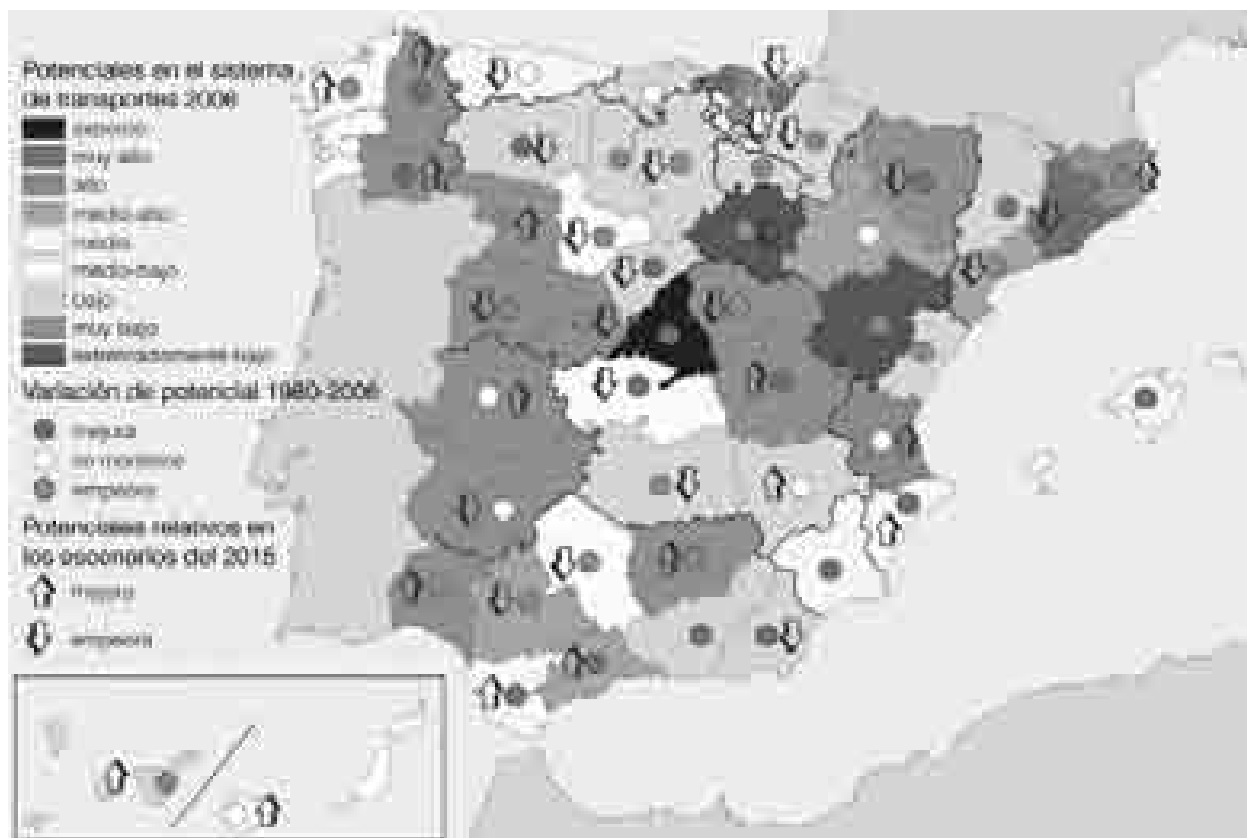 Potenciales en el sistema
de transportes 2006
muy alto
alto
medio-alto
medio
medio-bajo
bajo
muy bajo
extremadamente bajo
Variación de potencial 1980-2006
mejora
se mantiene
empeora
Potenciales relativos en
los escenarios del 2015
mejora
empeora